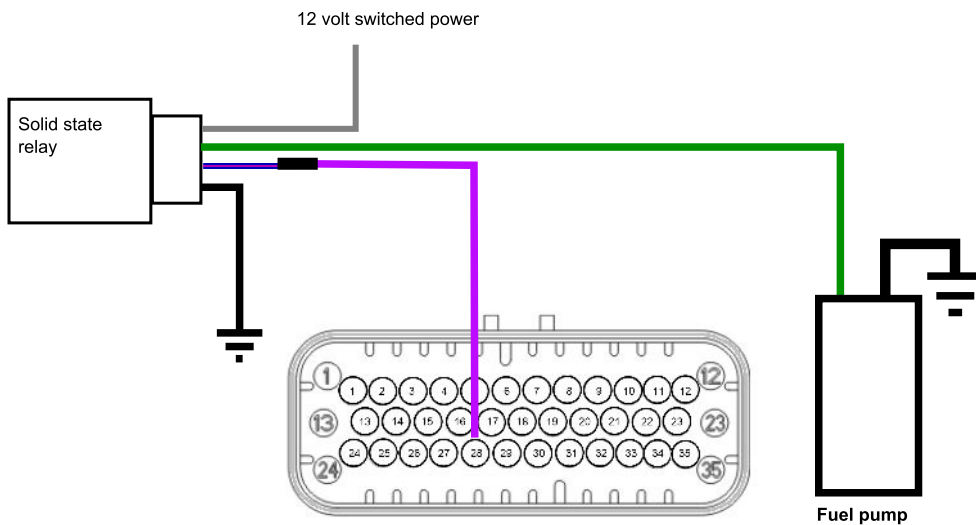 12 volt switched power
Solid state
relay
1 12
1 2 3 4 6 7 8 9 10 11 12
13 13 14 15 16 17 18 19 20 21 22 23 23
24 25 26 27 28 29 30 31 32 33 34 35
24 35
Fuel pump